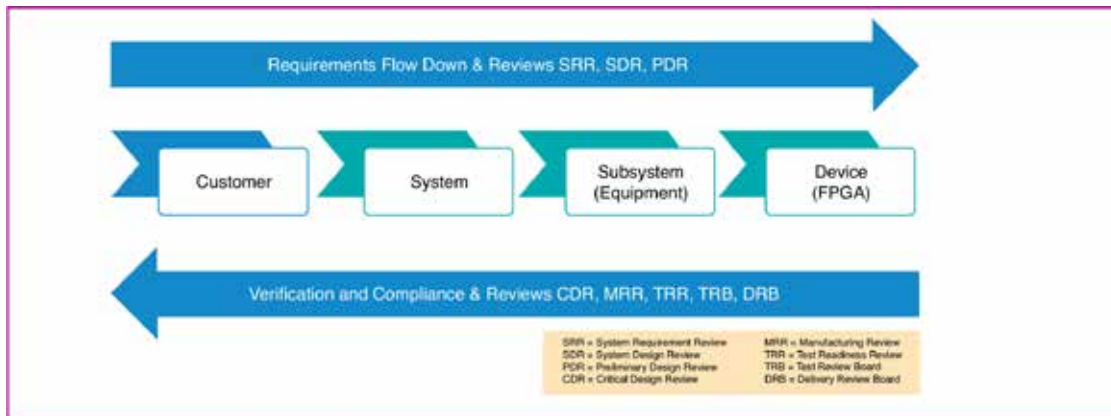 Requirements Flow Down & Reviews SRR, SDR, PDR
Customer
System
Subsystem
(Equipment)
Device
(FPGA)
Verification and Compliance & Reviews CDR, MRR, TRR, TRB, DRB
SRR = System Requirement Review
SDR = System Design Review
PDR = Preliminary Design Review
CDR = Critical Design Review
MRR = Manufacturing Review
TRR = Test Readiness Review
TRB = Test Review Board
DRB = Delivery Review Board